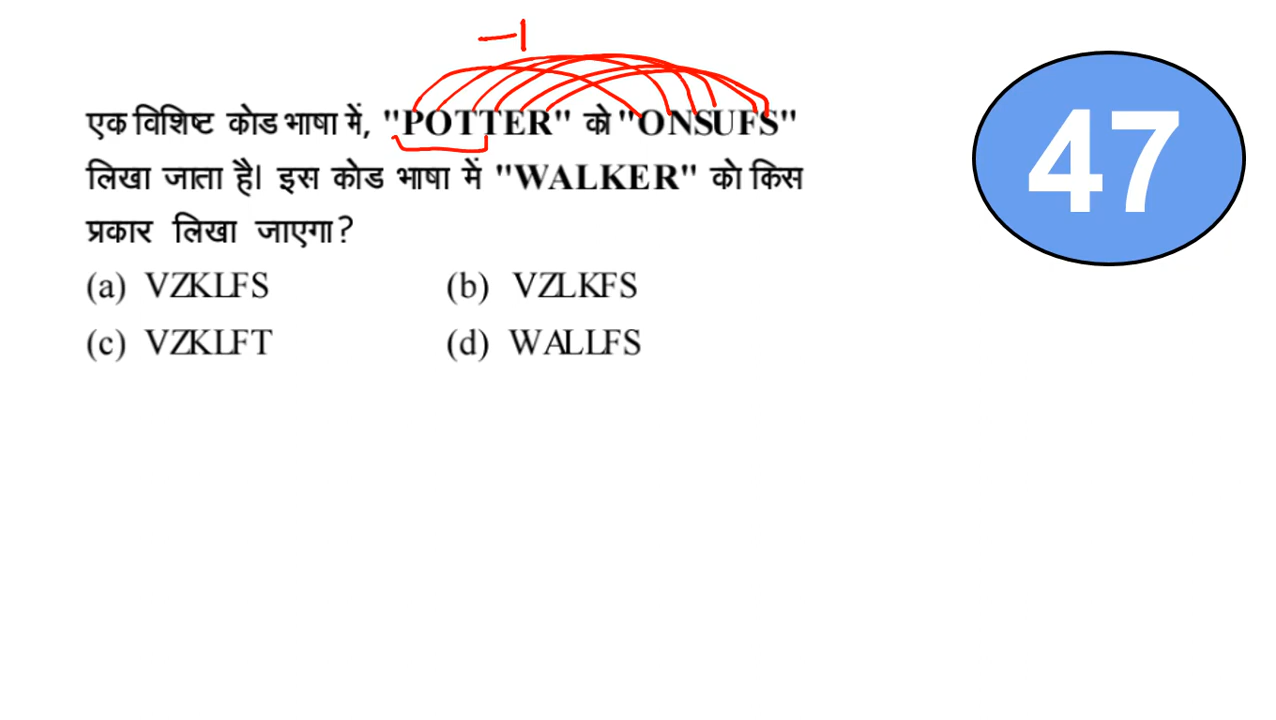 −1
एक विशिष्ट कोड भाषा में, "POTTER" को "ONSUFS"
लिखा जाता है। इस कोड भाषा में "WALKER" को किस
प्रकार लिखा जाएगा?
(a) VZKLFS (b) VZLKFS
(c) VZKLFT (d) WALLFS
47